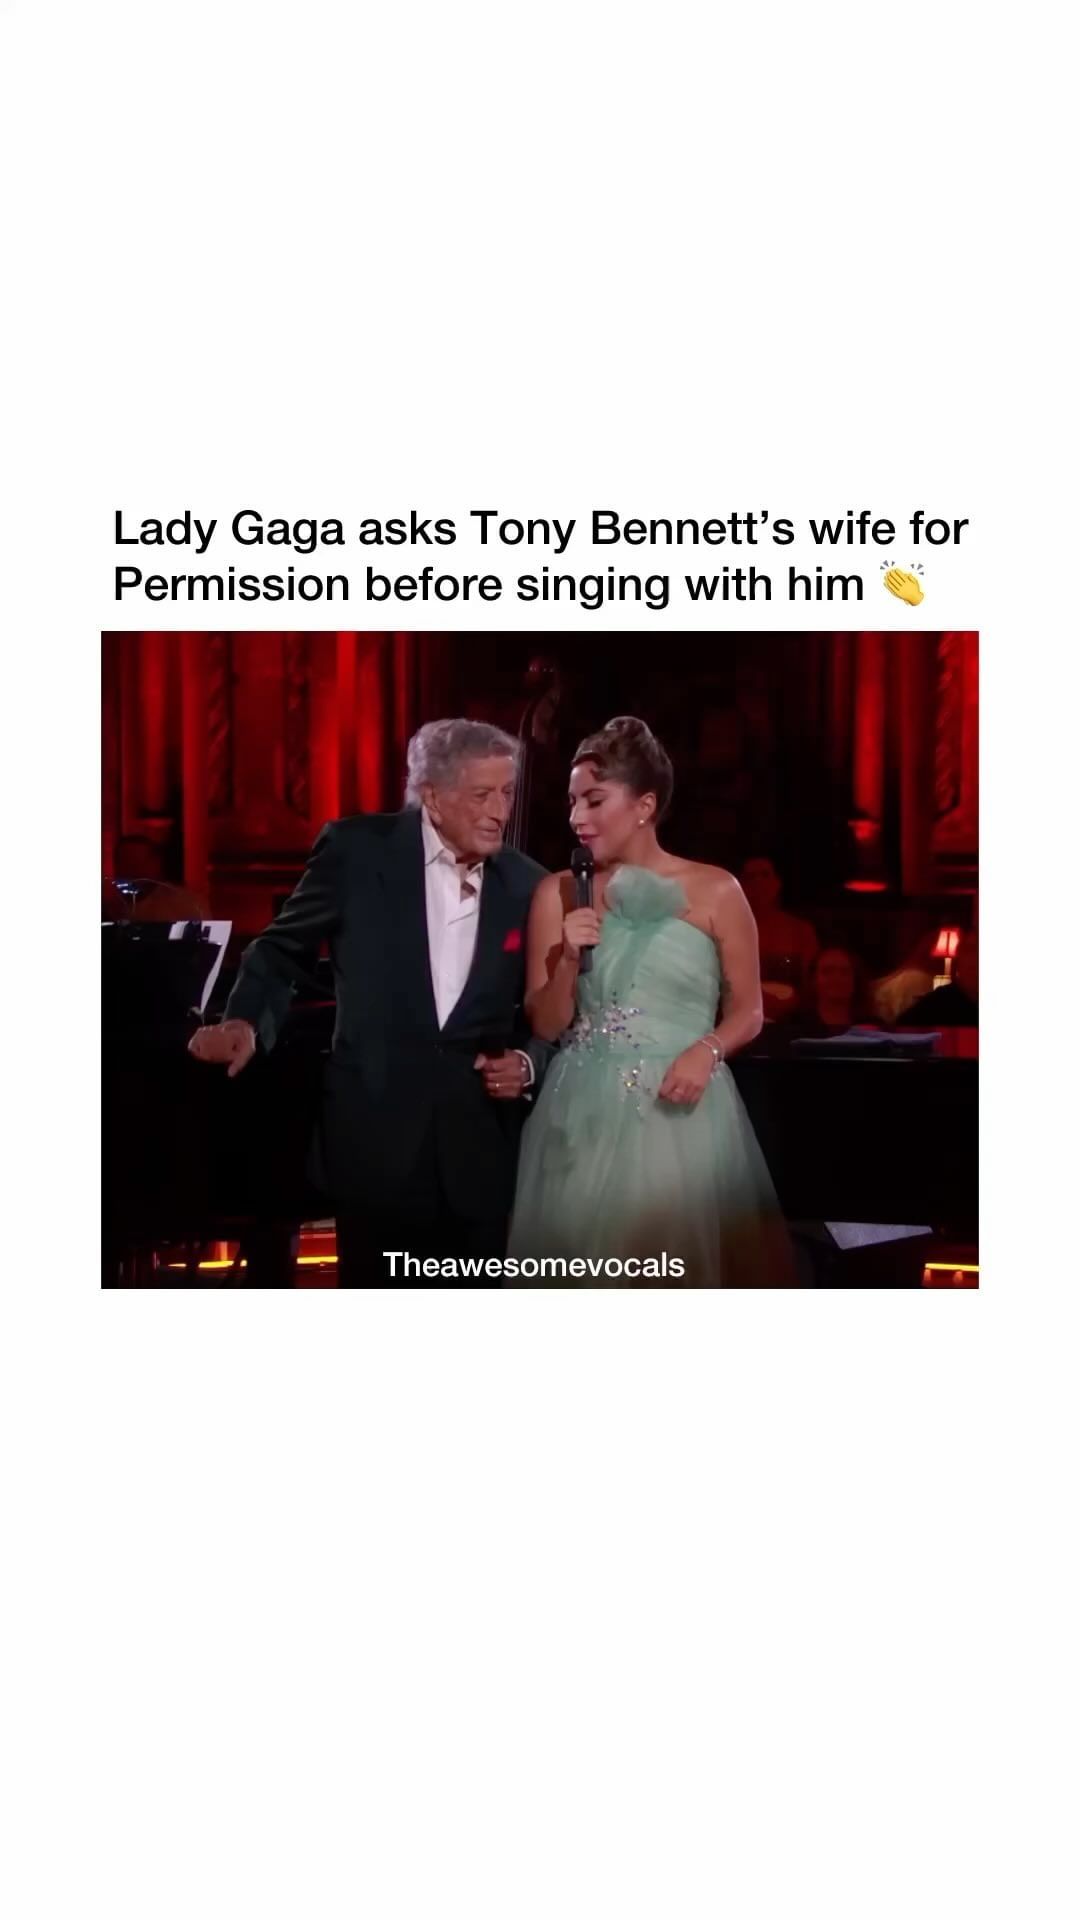 Lady Gaga asks Tony Bennett’s wife for
Permission before singing with him 👏
Theawesomevocals